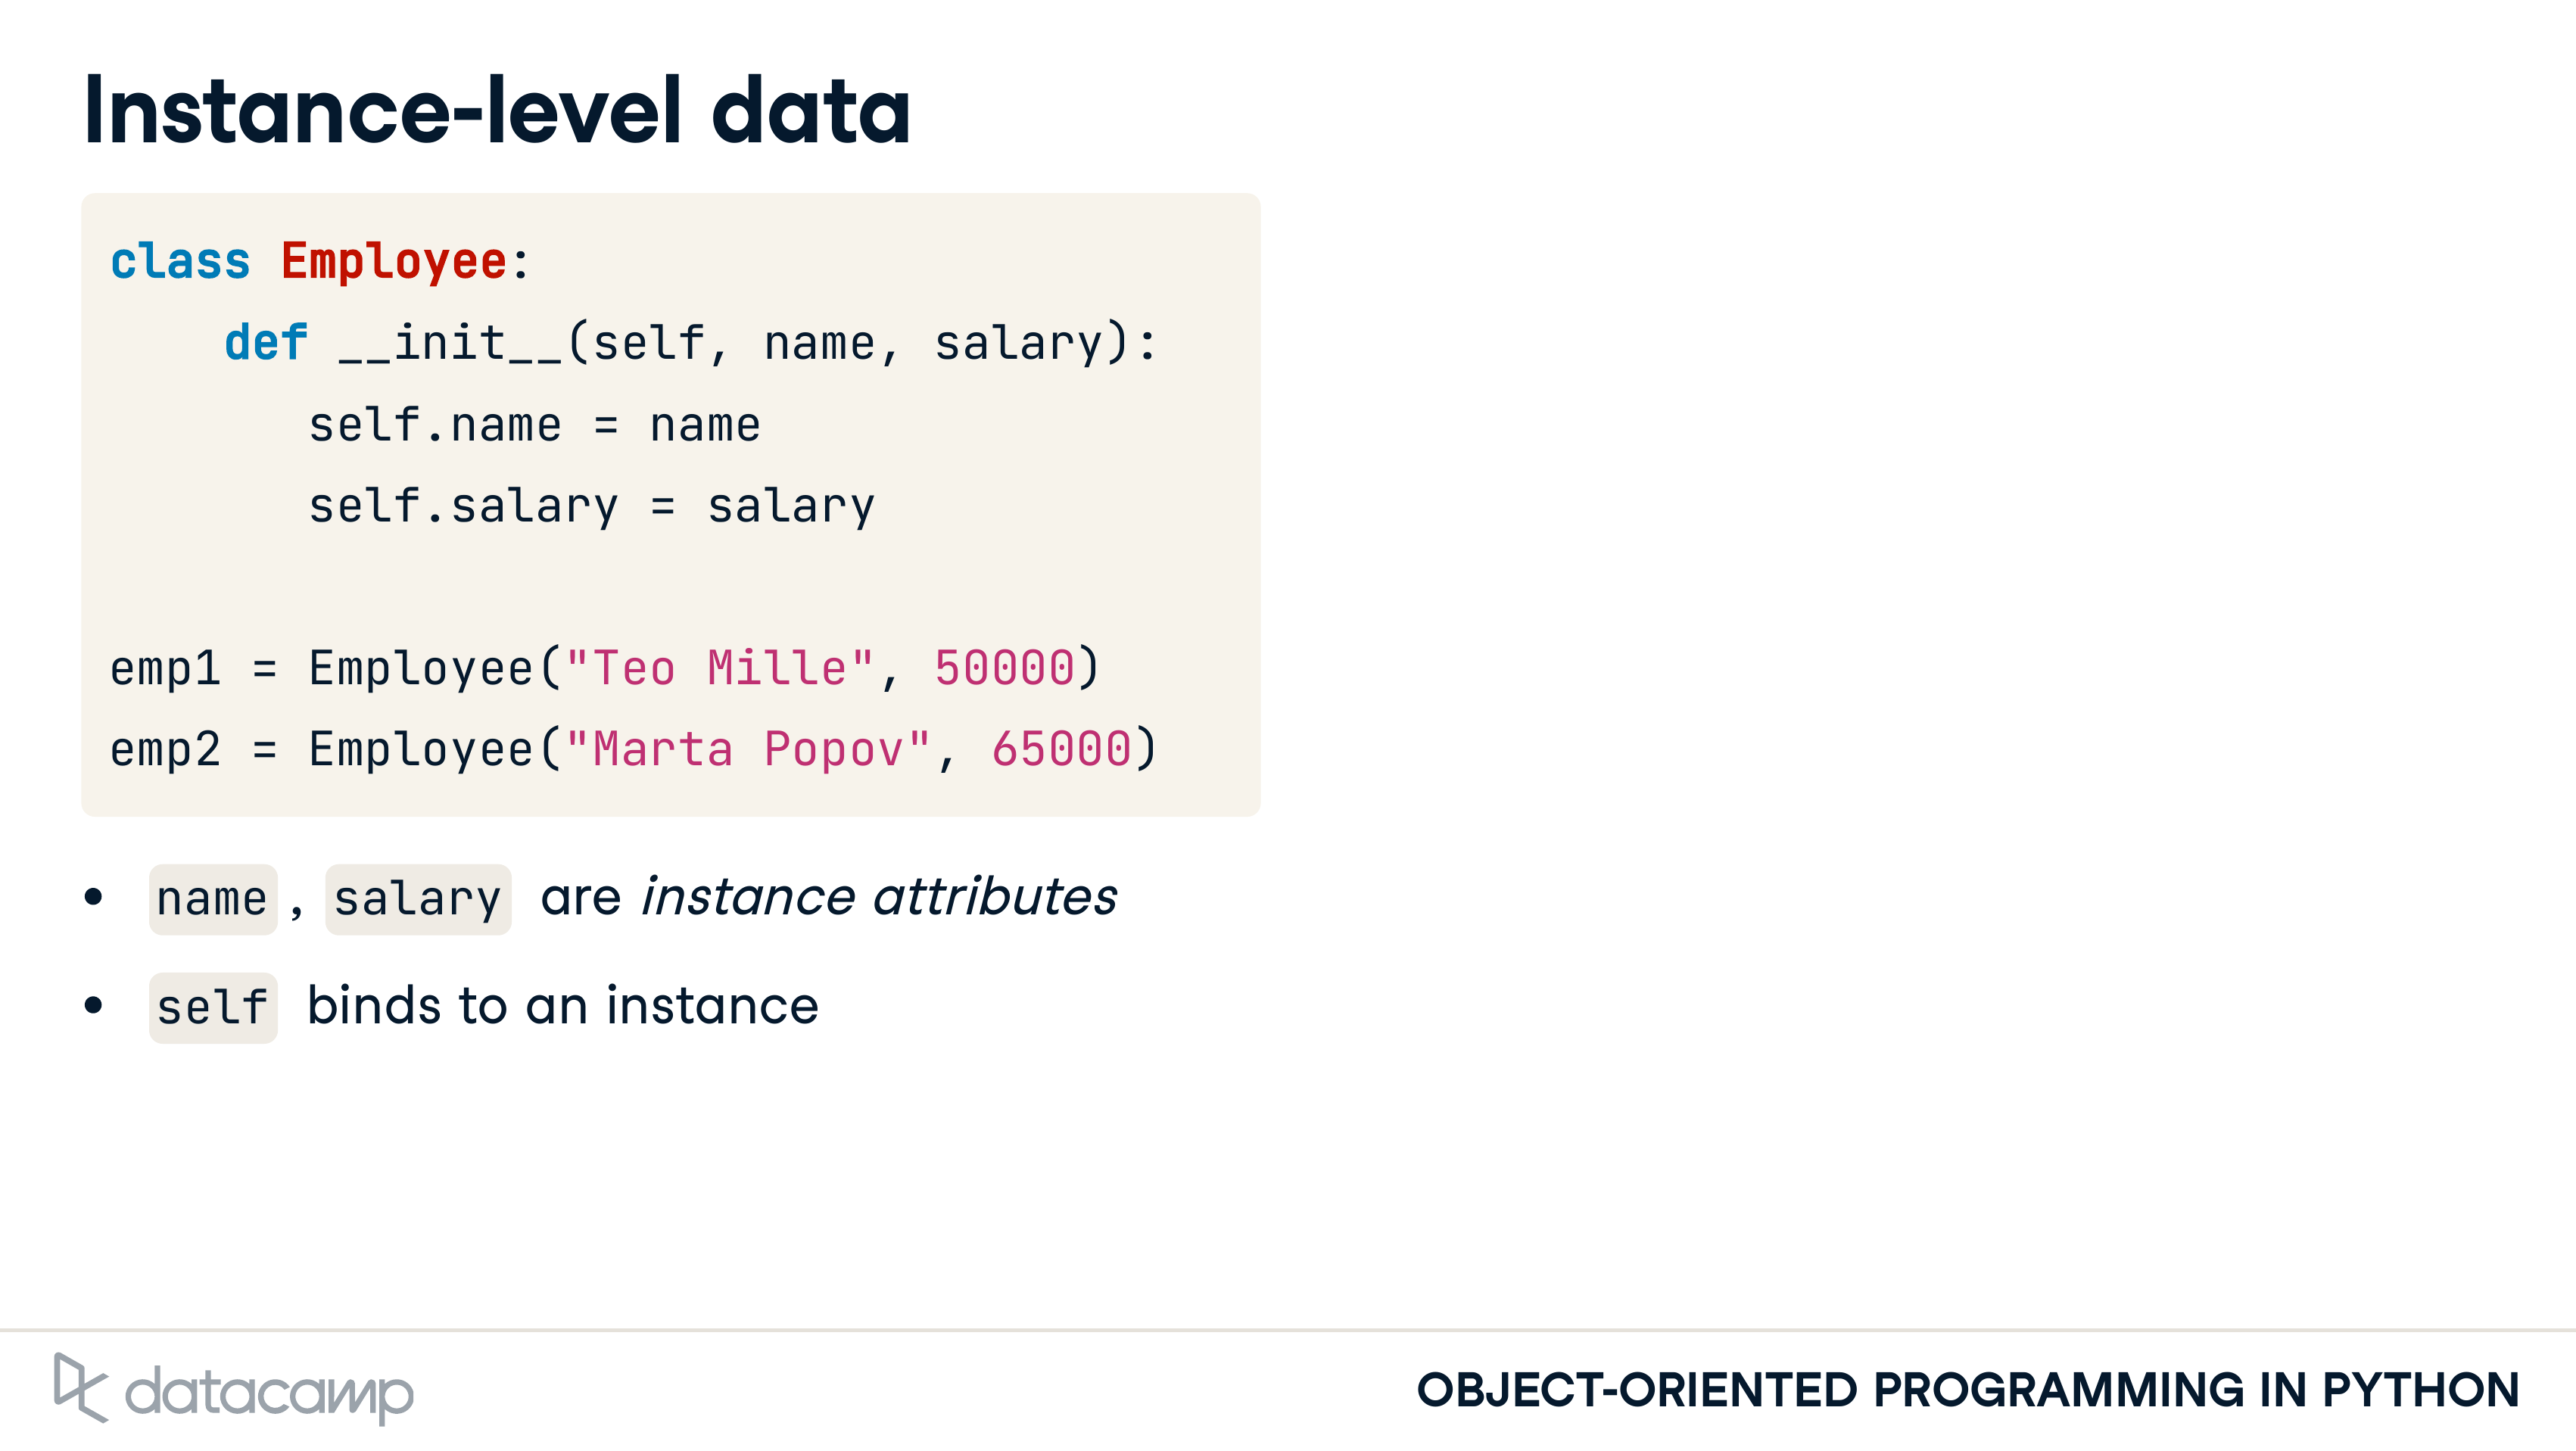 Instance-level data
class Employee:
    def __init__(self, name, salary):
       self.name = name
       self.salary = salary
emp1 = Employee("Teo Mille", 50000)
emp2 = Employee("Marta Popov", 65000)
• name , salary are instance attributes
• self binds to an instance
datacamp
OBJECT-ORIENTED PROGRAMMING IN PYTHON